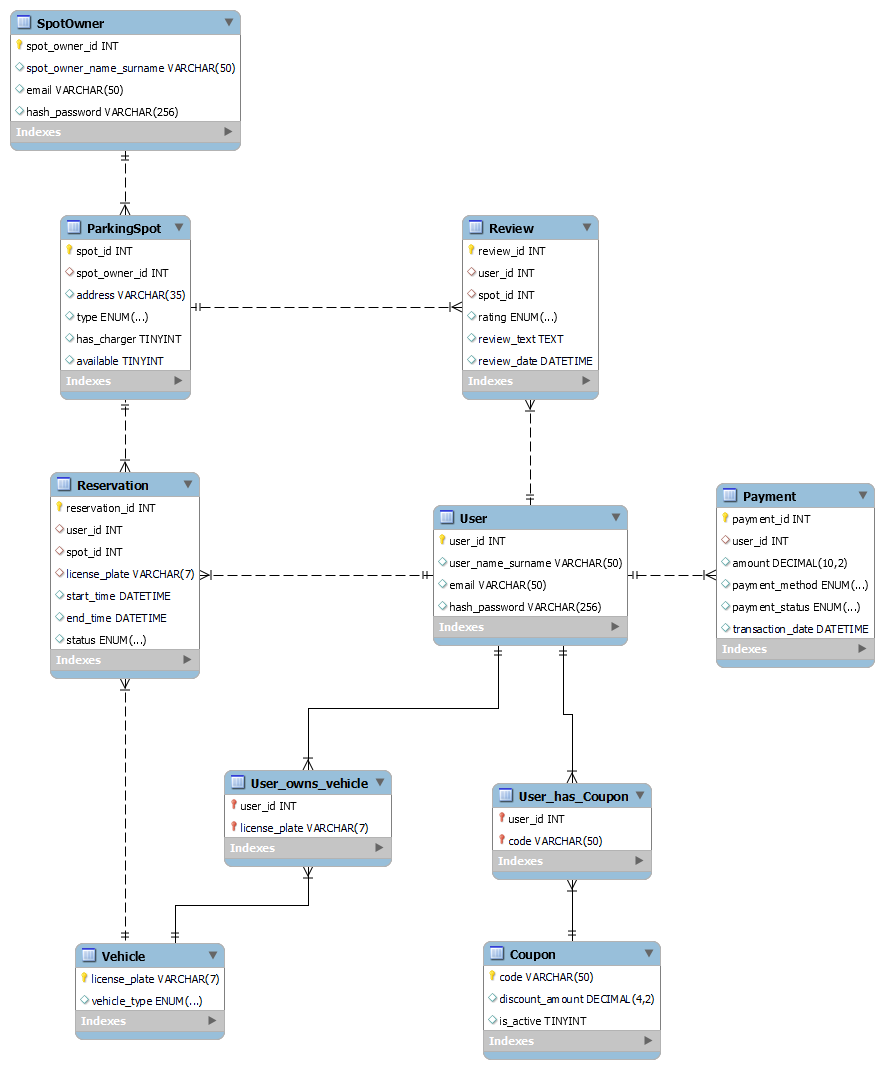 SpotOwner
spot_owner_id INT
spot_owner_name_surname VARCHAR(50)
email VARCHAR(50)
hash_password VARCHAR(256)
Indexes
ParkingSpot
spot_id INT
spot_owner_id INT
address VARCHAR(35)
type ENUM(...)
has_charger TINYINT
available TINYINT
Indexes
Review
review_id INT
user_id INT
spot_id INT
rating ENUM(...)
review_text TEXT
review_date DATETIME
Indexes
Reservation
reservation_id INT
user_id INT
spot_id INT
license_plate VARCHAR(7)
start_time DATETIME
end_time DATETIME
status ENUM(...)
Indexes
User
user_id INT
user_name_surname VARCHAR(50)
email VARCHAR(50)
hash_password VARCHAR(256)
Indexes
Payment
payment_id INT
user_id INT
amount DECIMAL(10,2)
payment_method ENUM(...)
payment_status ENUM(...)
transaction_date DATETIME
Indexes
User_owns_vehicle
user_id INT
license_plate VARCHAR(7)
Indexes
User_has_Coupon
user_id INT
code VARCHAR(50)
Indexes
Vehicle
license_plate VARCHAR(7)
vehicle_type ENUM(...)
Indexes
Coupon
code VARCHAR(50)
discount_amount DECIMAL(4,2)
is_active TINYINT
Indexes